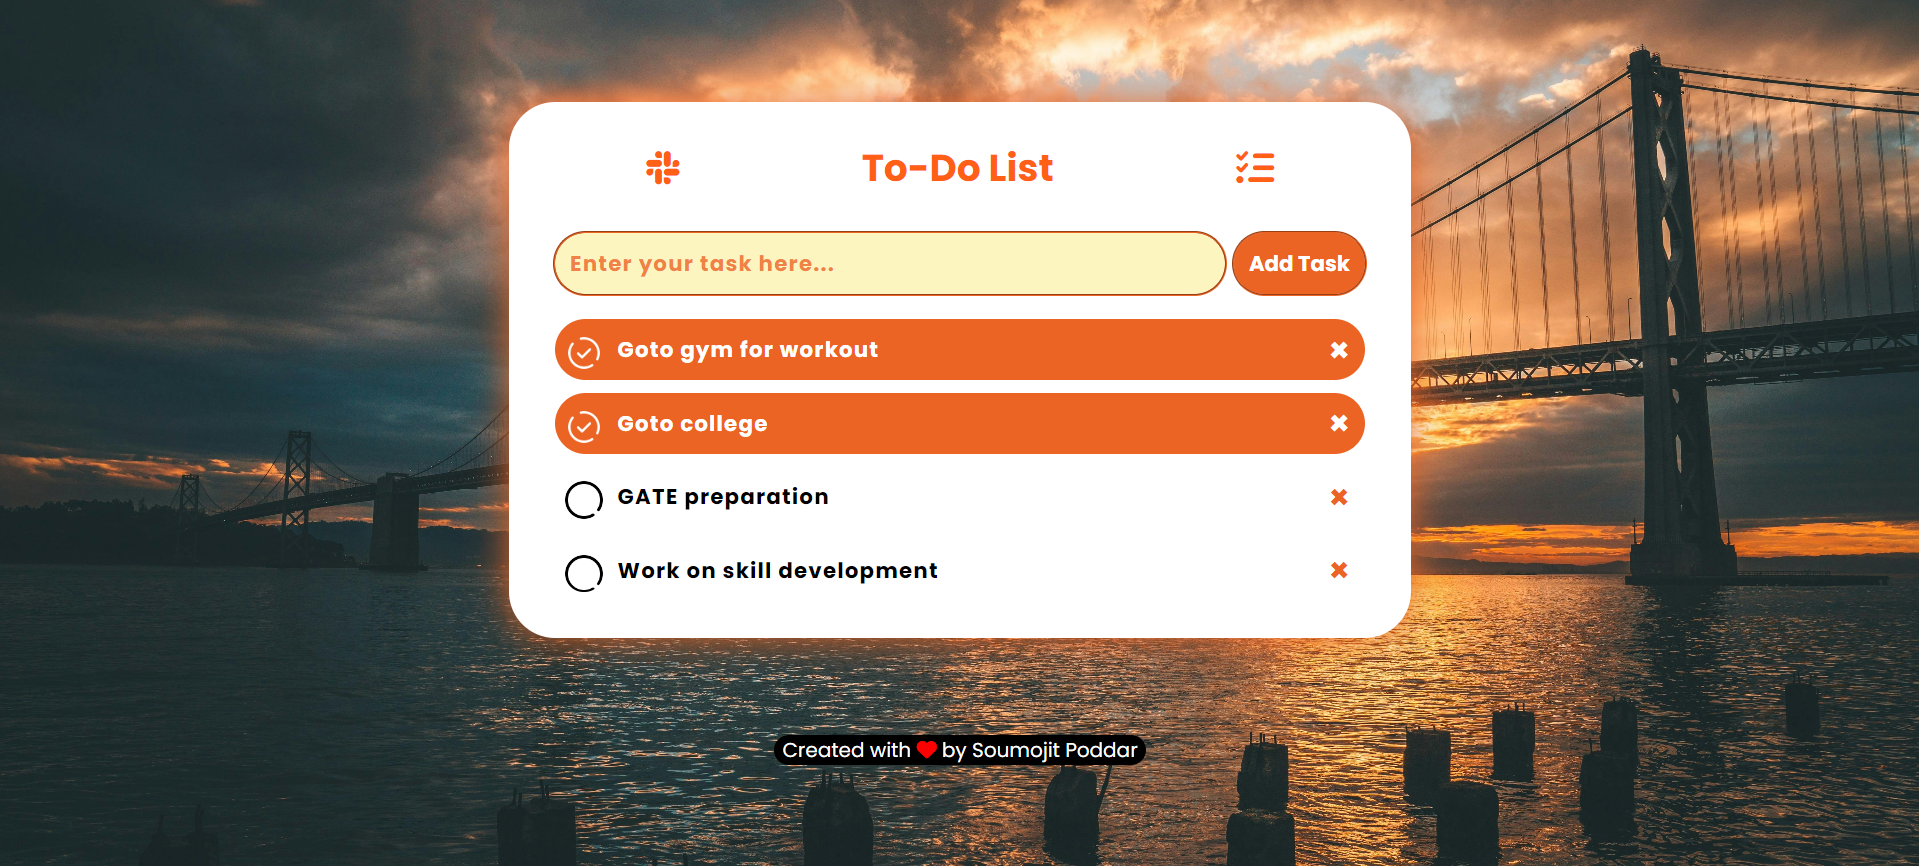 To-Do List
Enter your task here...
Add Task
Goto gym for workout
Goto college
GATE preparation
Work on skill development
Created with ❤ by Soumojit Poddar